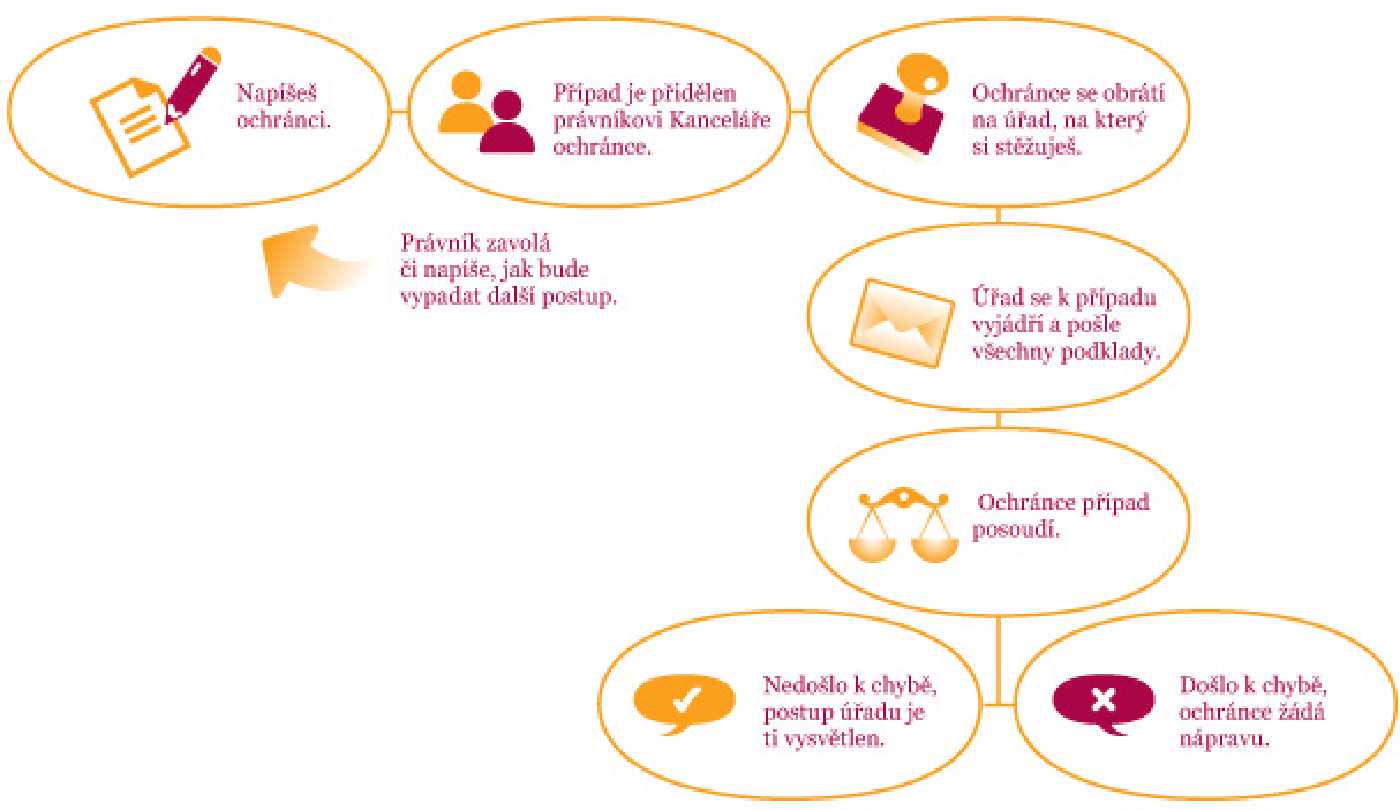 Napíšeš
ochránci.
Případ je přidělen
právníkovi Kanceláře
ochránce.
Ochránce se obrátí
na úřad, na který
si stěžuješ.
Právník zavolá
či napíše, jak bude
vypadat další postup.
Úřad se k případu
vyjádří a pošle
všechny podklady.
Ochránce případ
posoudí.
Nedošlo k chybě,
postup úřadu je
ti vysvětlen.
Došlo k chybě,
ochránce žádá
nápravu.